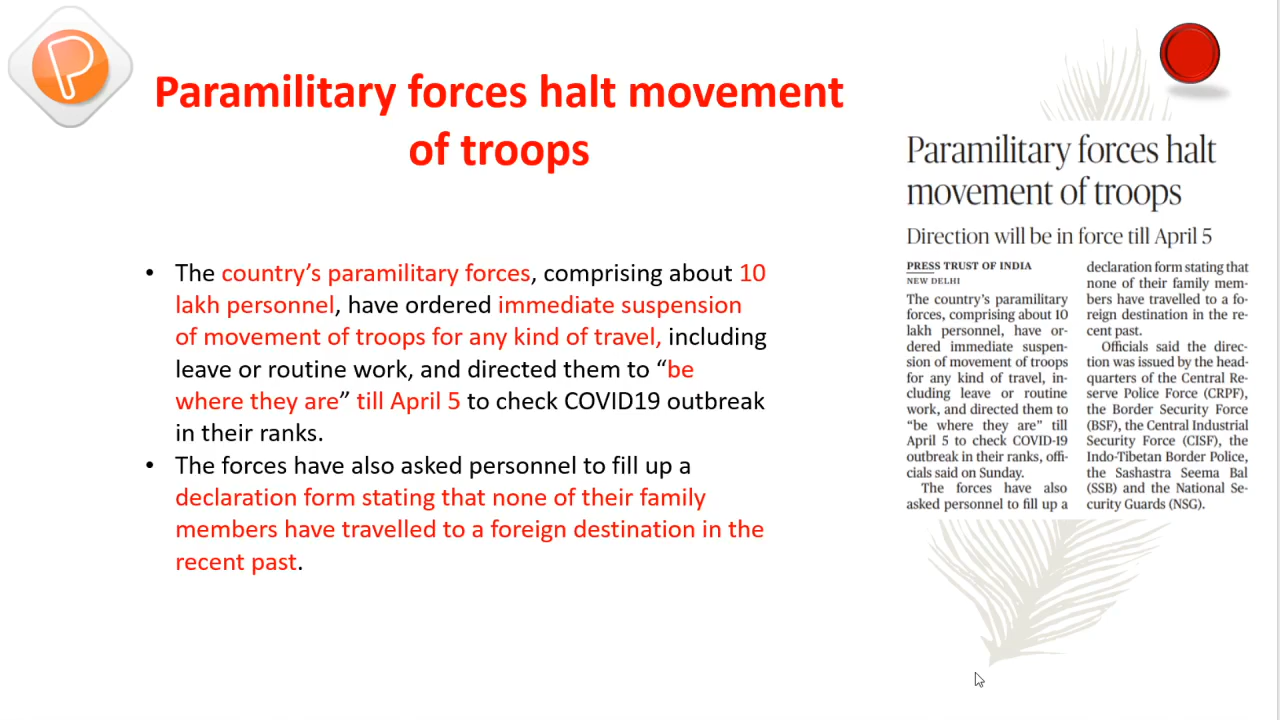 Paramilitary forces halt movement
of troops
• The country’s paramilitary forces, comprising about 10
lakh personnel, have ordered immediate suspension
of movement of troops for any kind of travel, including
leave or routine work, and directed them to “be
where they are” till April 5 to check COVID19 outbreak
in their ranks.
• The forces have also asked personnel to fill up a
declaration form stating that none of their family
members have travelled to a foreign destination in the
recent past.
Paramilitary forces halt
movement of troops
Direction will be in force till April 5
PRESS TRUST OF INDIA
NEW DELHI
The country's paramilitary
forces, comprising about 10
lakh personnel, have or-
dered immediate suspen-
sion of movement of troops
for any kind of travel, in-
cluding leave or routine
work, and directed them to
“be where they are” till
April 5 to check COVID-19
outbreak in their ranks, offi-
cials said on Sunday.
The forces have also
asked personnel to fill up a
declaration form stating that
none of their family mem-
bers have travelled to a fo-
reign destination in the re-
cent past.
Officials said the direc-
tion was issued by the head-
quarters of the Central Re-
serve Police Force (CRPF),
the Border Security Force
(BSF), the Central Industrial
Security Force (CISF), the
Indo-Tibetan Border Police,
the Sashastra Seema Bal
(SSB) and the National Se-
curity Guards (NSG).